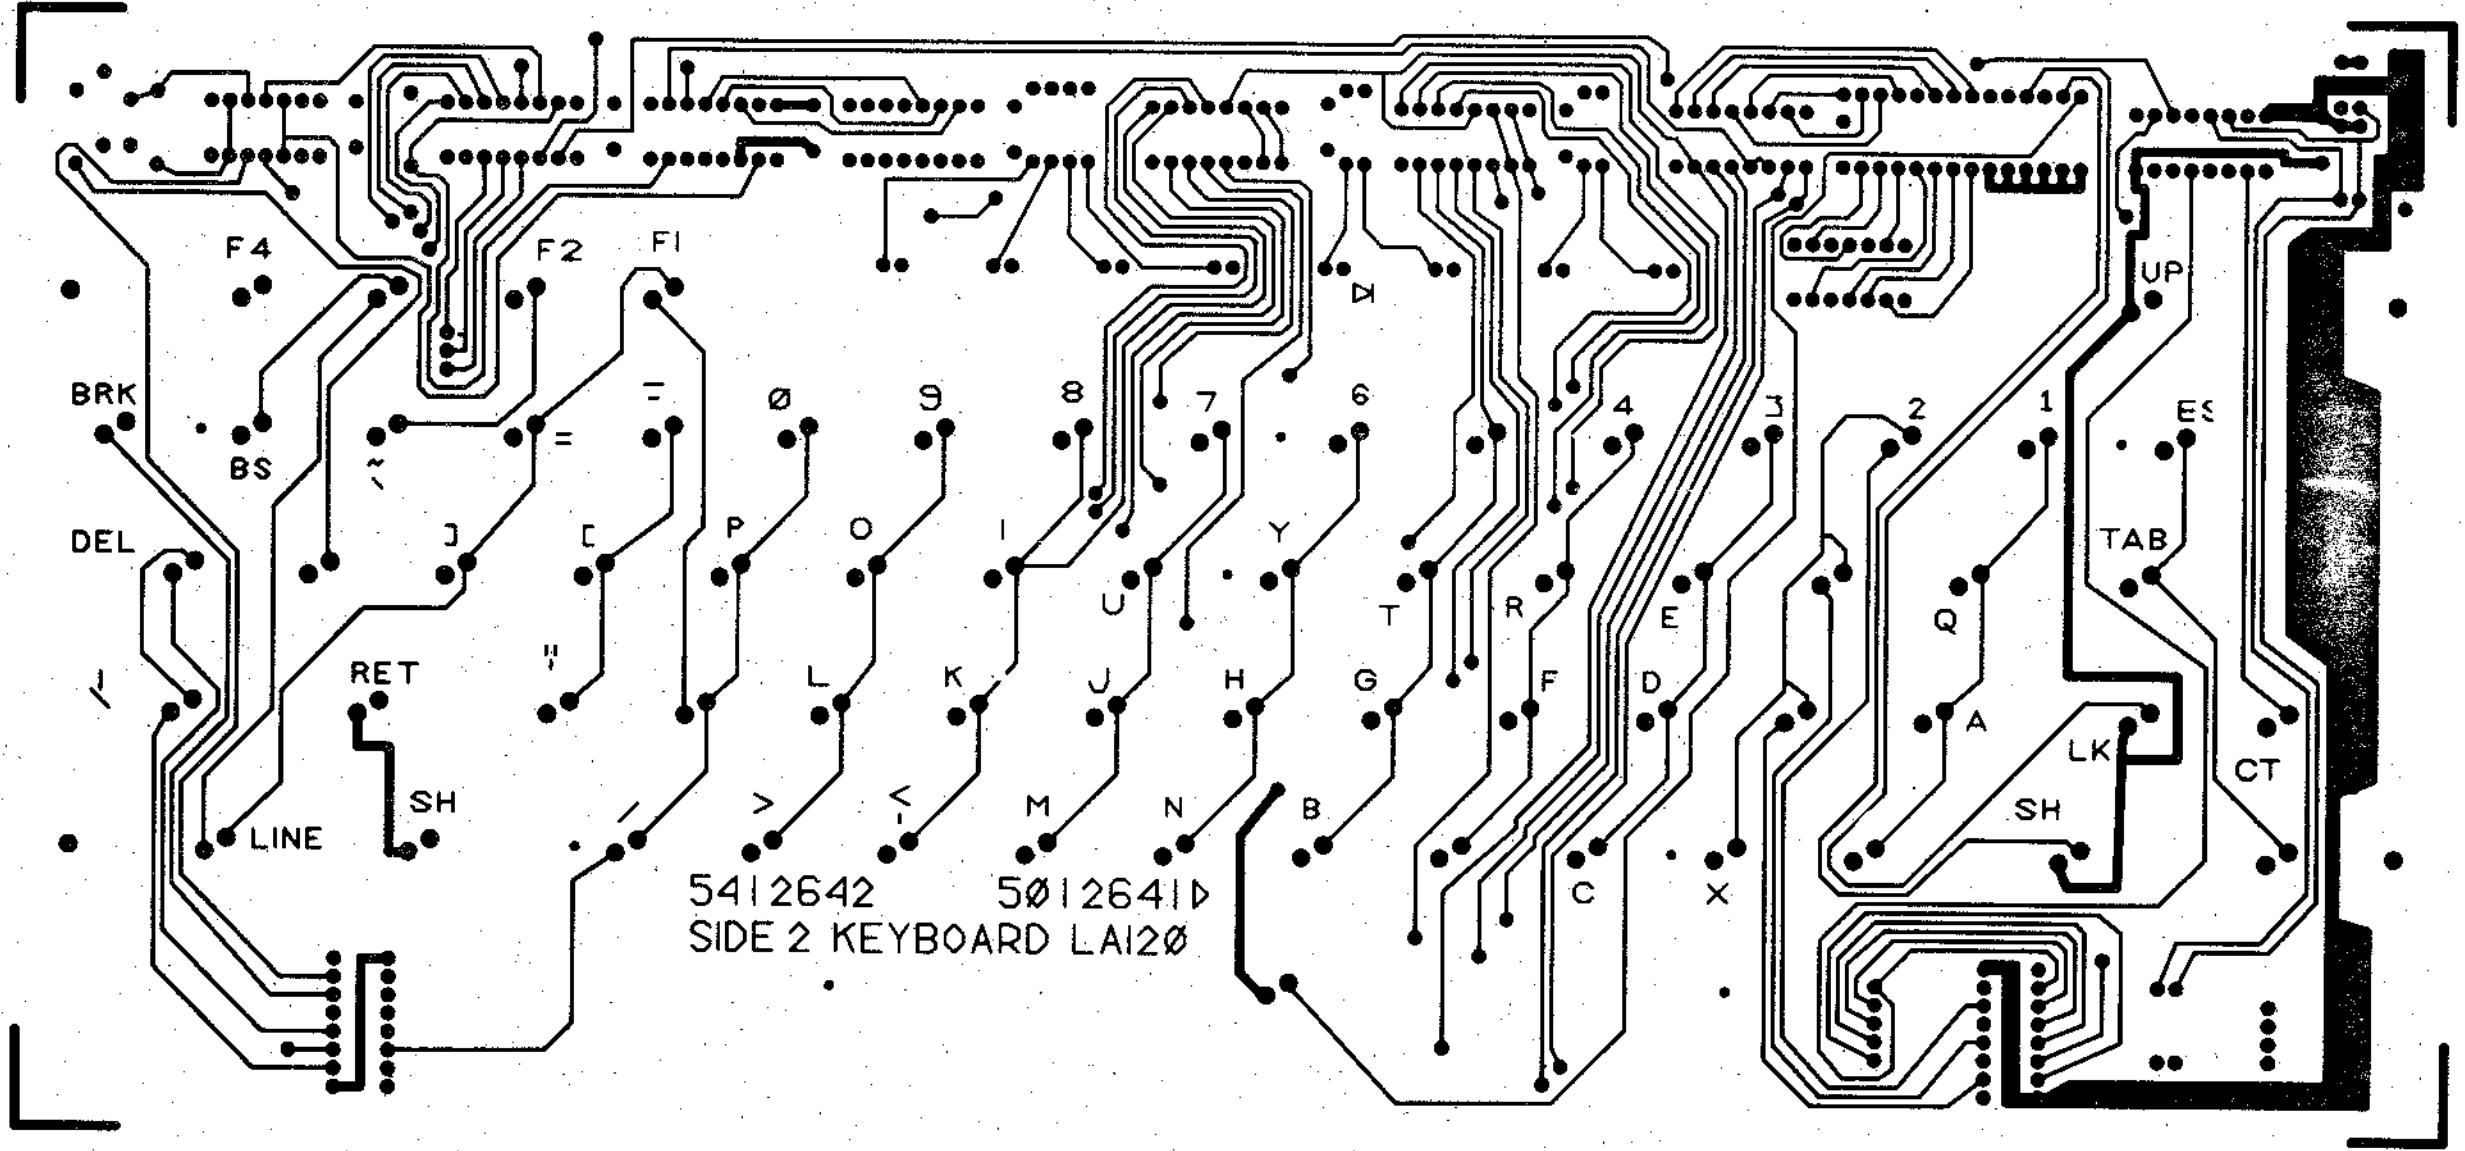 F4 F2 F1
UP
BRK - Ø 9 8 7 6 4 3 2 1 ES
BS ~ =
DEL ] [ P O I Y TAB
U T R E Q
RET " L K J H G F D A
LK CT
SH / > < M N B SH
LINE
5412642 5Ø12641D C X
SIDE 2 KEYBOARD LA12Ø